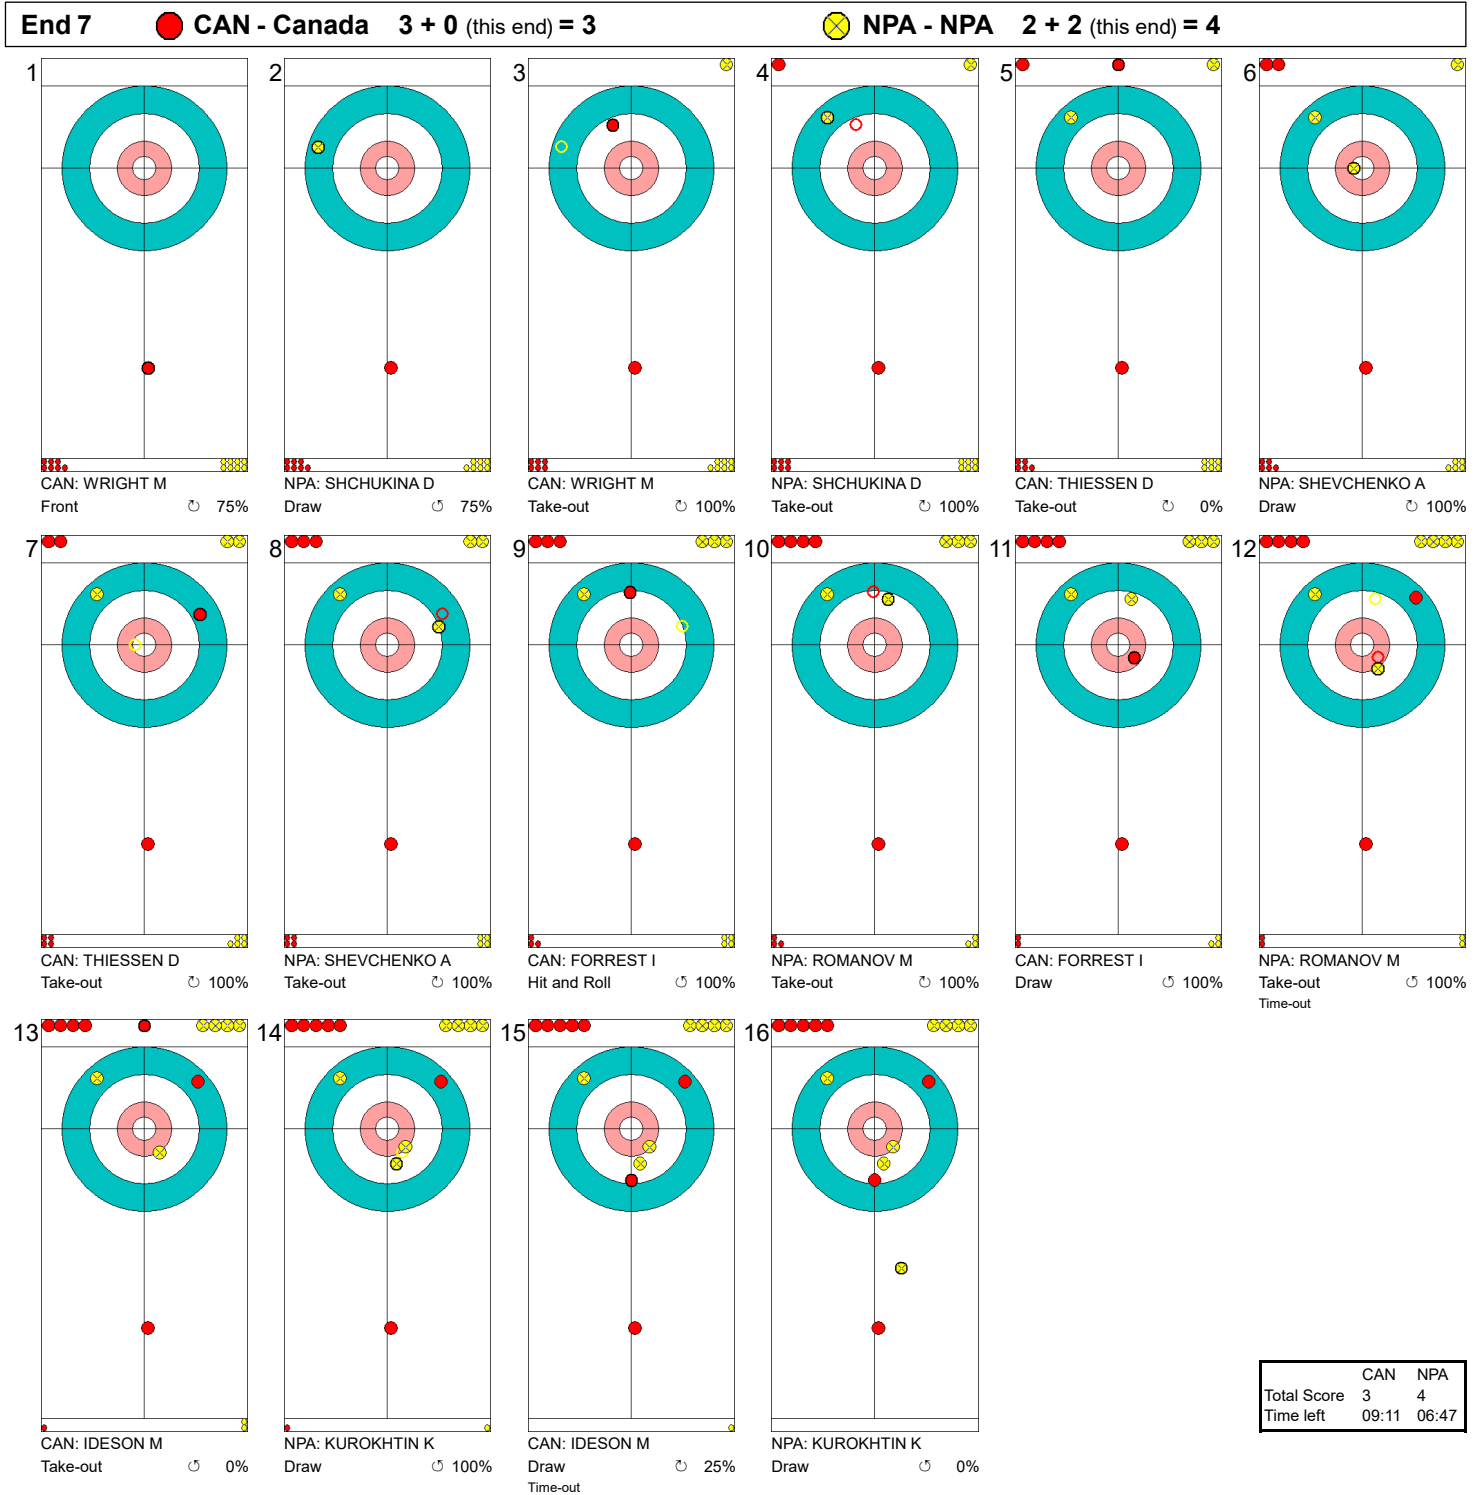 End 7 CAN - Canada 3 + 0 (this end) = 3 NPA - NPA 2 + 2 (this end) = 4
1 2 3 4 5 6
CAN: WRIGHT M NPA: SHCHUKINA D CAN: WRIGHT M NPA: SHCHUKINA D CAN: THIESSEN D NPA: SHEVCHENKO A
Front ↻ 75% Draw ↺ 75% Take-out ↻ 100% Take-out ↻ 100% Take-out ↻ 0% Draw ↻ 100%
7 8 9 10 11 12
CAN: THIESSEN D NPA: SHEVCHENKO A CAN: FORREST I NPA: ROMANOV M CAN: FORREST I NPA: ROMANOV M
Take-out ↻ 100% Take-out ↻ 100% Hit and Roll ↺ 100% Take-out ↺ 100% Draw ↺ 100% Take-out ↻ 100%
Time-out
13 14 15 16
CAN: IDESON M NPA: KUROKHTIN K CAN: IDESON M NPA: KUROKHTIN K
Take-out ↺ 0% Draw ↺ 100% Draw ↻ 25% Draw ↺ 0%
Time-out
CAN NPA
Total Score 3 4
Time left 09:11 06:47